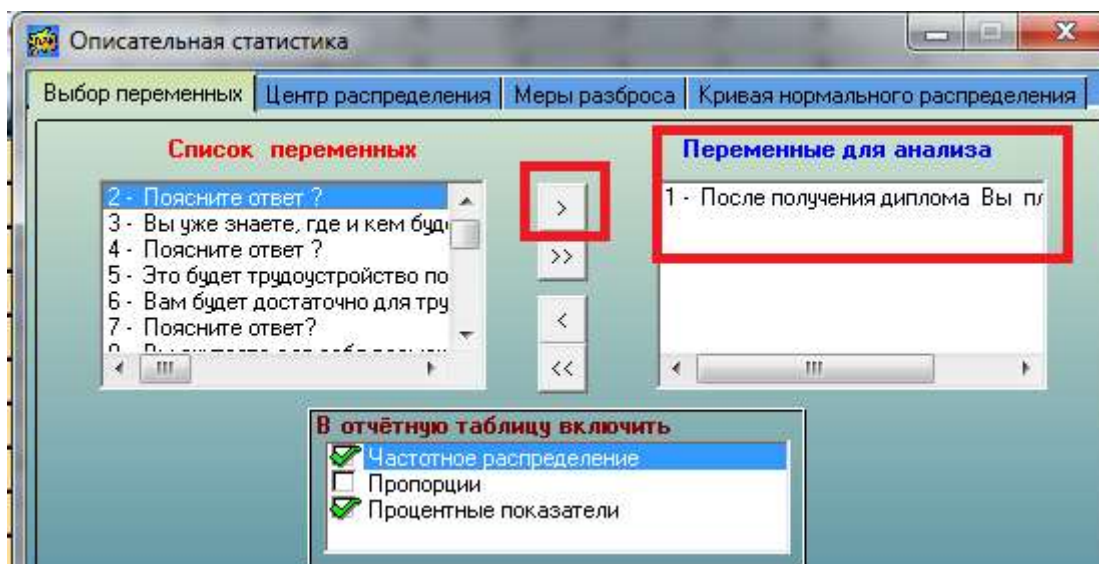 Описательная статистика
Выбор переменных Центр распределения Меры разброса Кривая нормального распределения
Список переменных
2 - Поясните ответ ?
3 - Вы уже знаете, где и кем буд
4 - Поясните ответ ?
5 - Это будет трудоустройство по
6 - Вам будет достаточно для тру
7 - Поясните ответ?
>
>>
<
<<
Переменные для анализа
1 - После получения диплома Вы пл
В отчётную таблицу включить
Частотное распределение
Пропорции
Процентные показатели